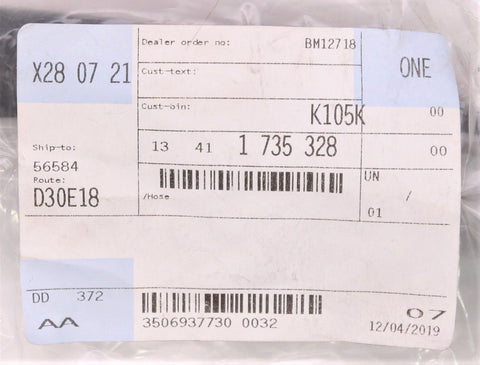 Dealer order no: BM12718
X28 07 21
ONE
Cust-text:
Cust-bin: K105K 00
Ship-to:
56584
13 41 1 735 328 00
Route:
D30E18
UN
/
/Hose
01
DD 372
AA
3506937730 0032
07
12/04/2019